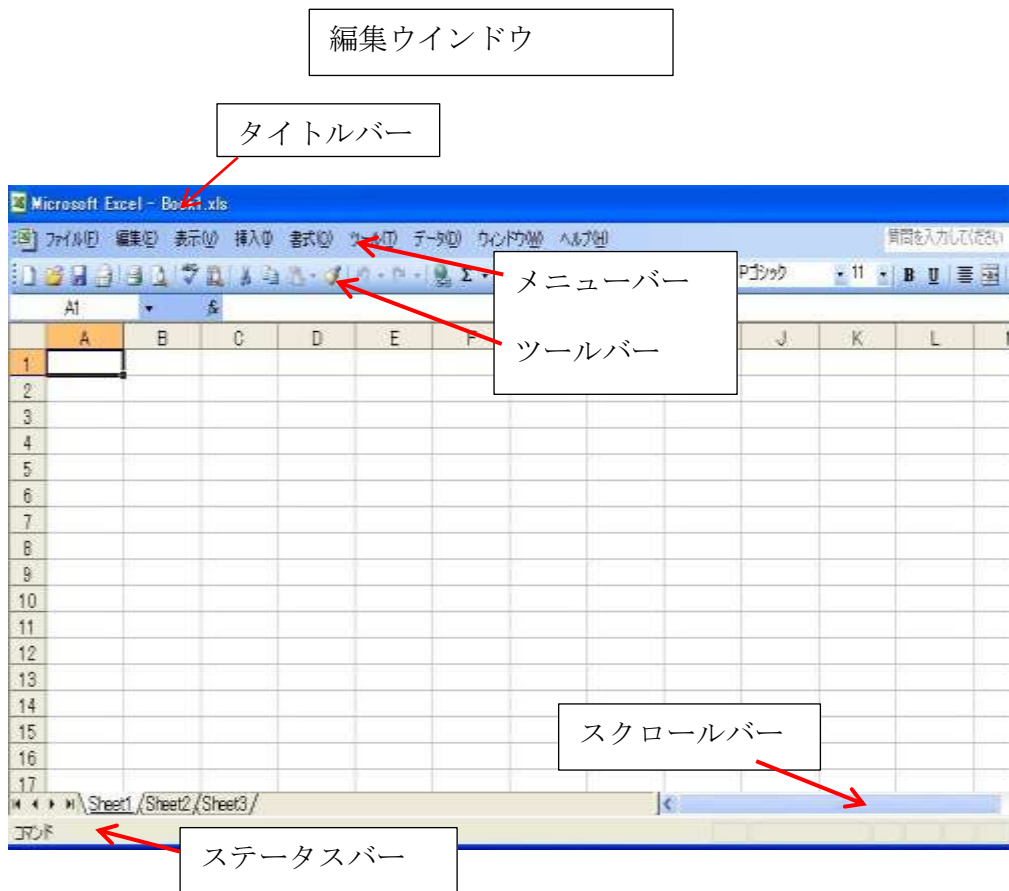 編集ウインドウ
タイトルバー
Microsoft Excel - Book1.xls
ファイル(F) 編集(E) 表示(V) 挿入(I) 書式(O) ツール(T) データ(D) ウィンドウ(W) ヘルプ(H) 質問を入力してください
メニューバー
Pゴシック 11 B U
A1 fx
ツールバー
A B C D E F J K L
1
2
3
4
5
6
7
8
9
10
11
12
13
14
15
スクロールバー
16
17
Sheet1 Sheet2 Sheet3
コマンド
ステータスバー